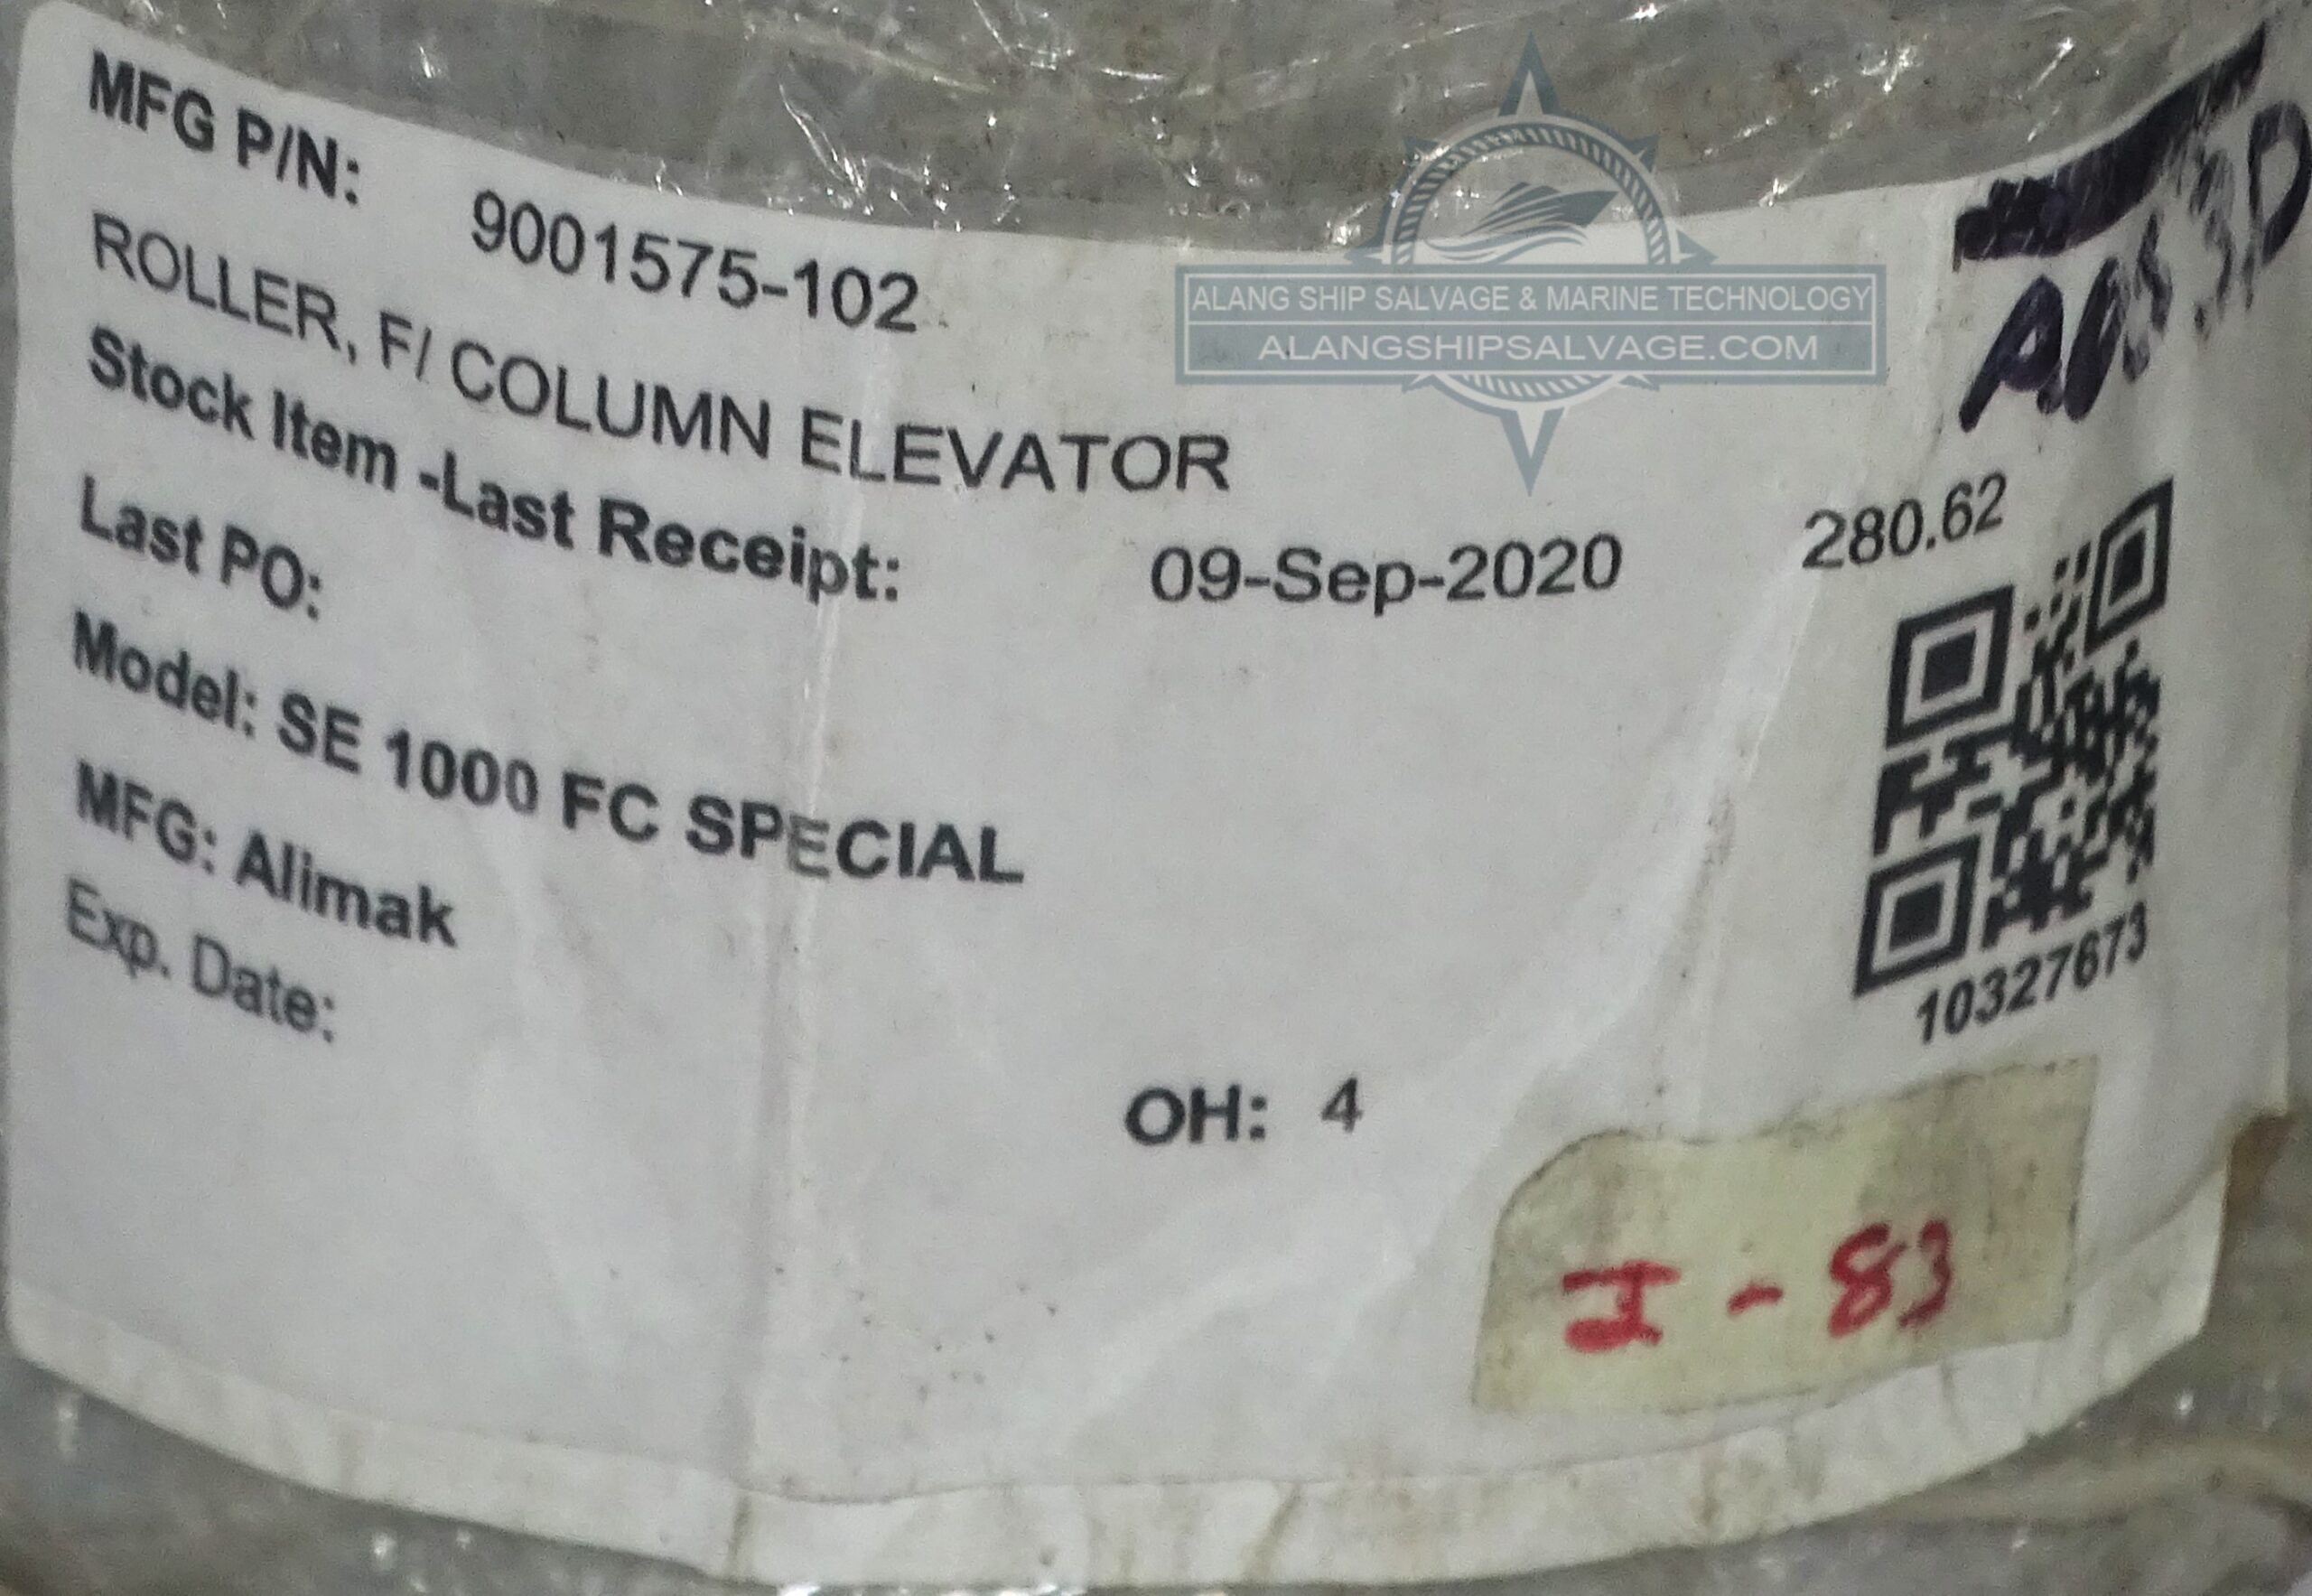 MFG P/N: 9001575-102
ROLLER, F/ COLUMN ELEVATOR
Stock Item -Last Receipt: 09-Sep-2020 280.62
Last PO:
Model: SE 1000 FC SPECIAL
MFG: Alimak
Exp. Date:
10327673
OH: 4
I - 83
ALANG SHIP SALVAGE & MARINE TECHNOLOGY
ALANGSHIPSALVAGE.COM